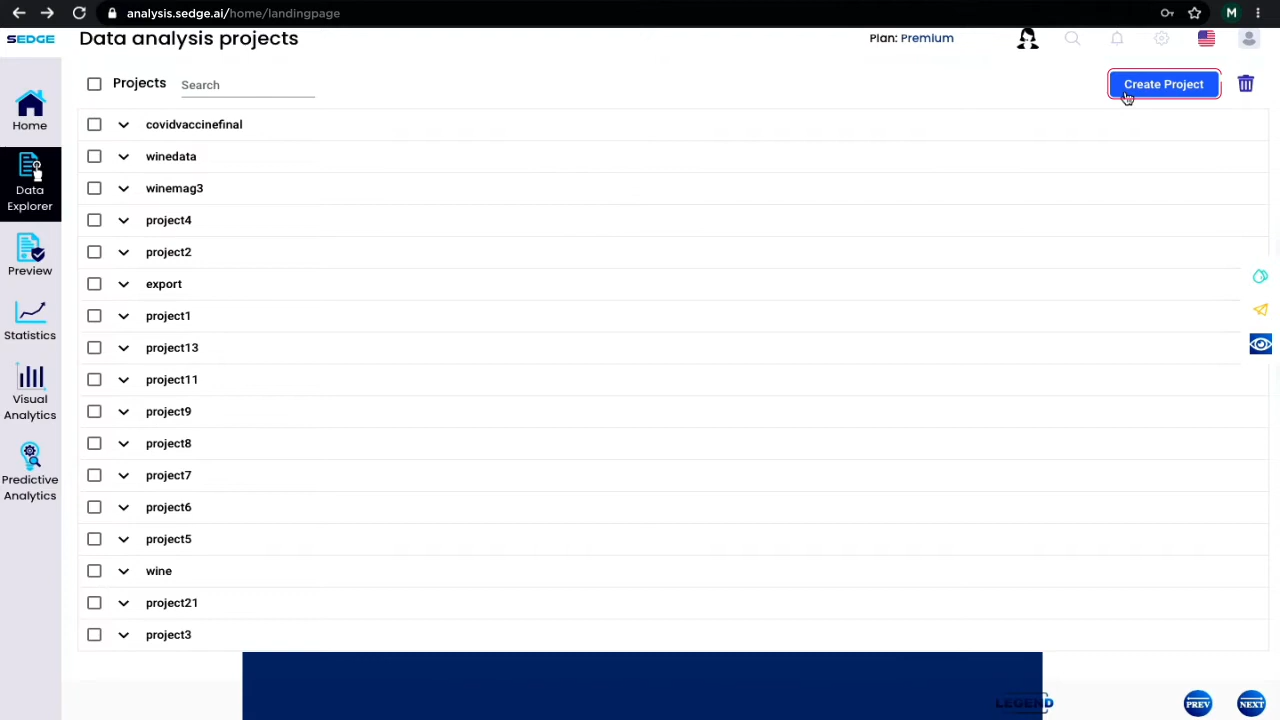 analysis.sedge.ai/home/landingpage
M
SEDGE
Data analysis projects
Plan: Premium
Projects
Search
Create Project
Home
Data
Explorer
Preview
Statistics
Visual
Analytics
Predictive
Analytics
covidvaccinefinal
winedata
winemag3
project4
project2
export
project1
project13
project11
project9
project8
project7
project6
project5
wine
project21
project3
LEGEND
PREV
NEXT